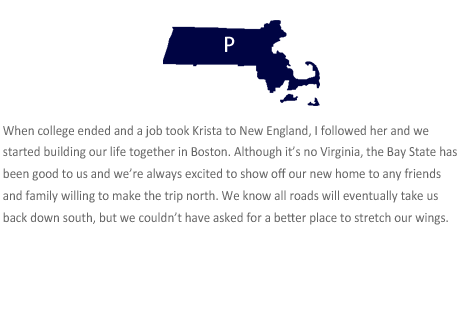 P
When college ended and a job took Krista to New England, I followed her and we
started building our life together in Boston. Although it’s no Virginia, the Bay State has
been good to us and we’re always excited to show off our new home to any friends
and family willing to make the trip north. We know all roads will eventually take us
back down south, but we couldn’t have asked for a better place to stretch our wings.